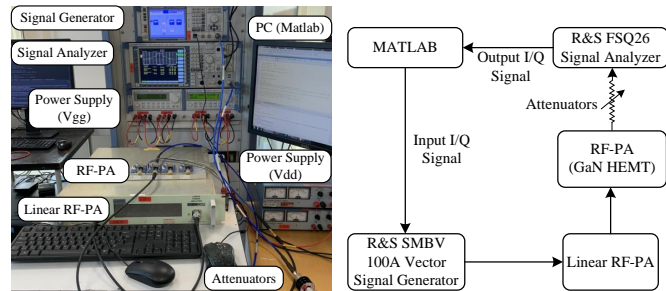 Signal Generator
Signal Analyzer
Power Supply
(Vgg)
RF-PA
Linear RF-PA
PC (Matlab)
Power Supply
(Vdd)
Attenuators
MATLAB
R&S FSQ26
Signal Analyzer
Output I/Q
Signal
Attenuators
Input I/Q
Signal
RF-PA
(GaN HEMT)
R&S SMBV
100A Vector
Signal Generator
Linear RF-PA